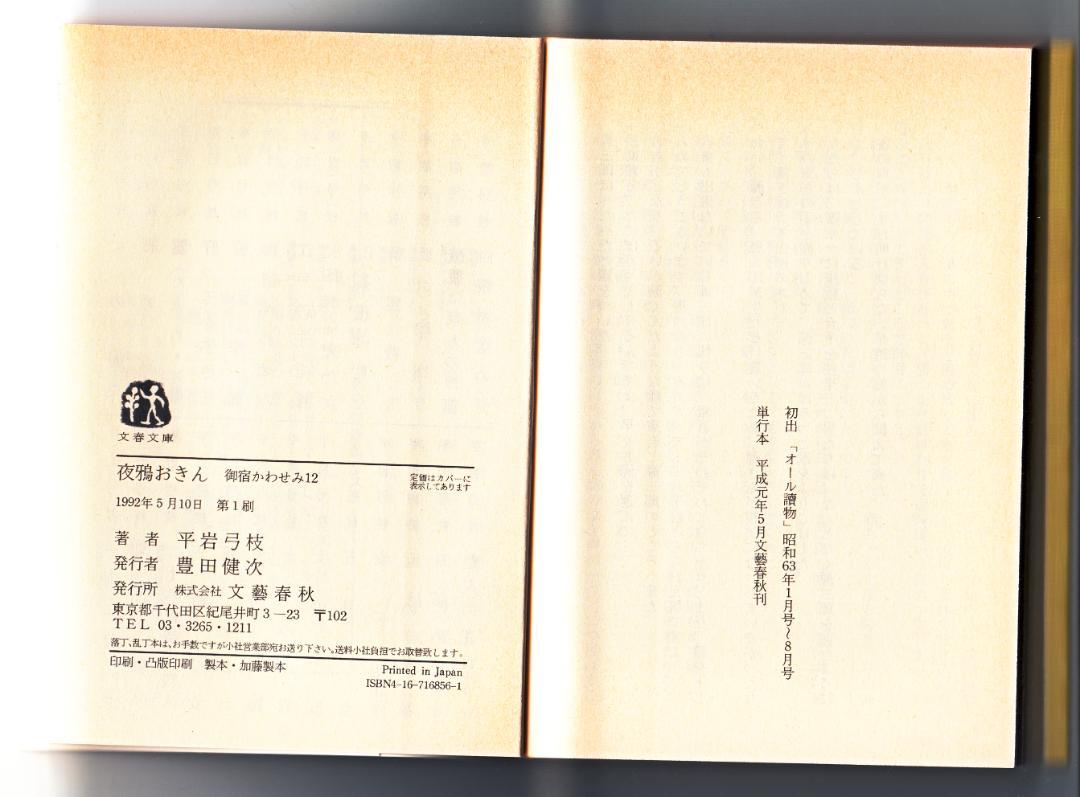 初出 「オール讀物」昭和63年1月号〜8月号
単行本 平成元年5月文藝春秋刊
文春文庫
夜鴉おきん 御宿かわせみ12
定価はカバーに
表示してあります
1992年5月10日 第1刷
著 者 平岩弓枝
発行者 豊田健次
発行所 株式会社 文藝春秋
東京都千代田区紀尾井町3―23 〒102
TEL 03・3265・1211
落丁、乱丁本は、お手数ですが小社営業部宛お送り下さい。送料小社負担でお取替致します。
印刷・凸版印刷 製本・加藤製本
Printed in Japan
ISBN4-16-716856-1